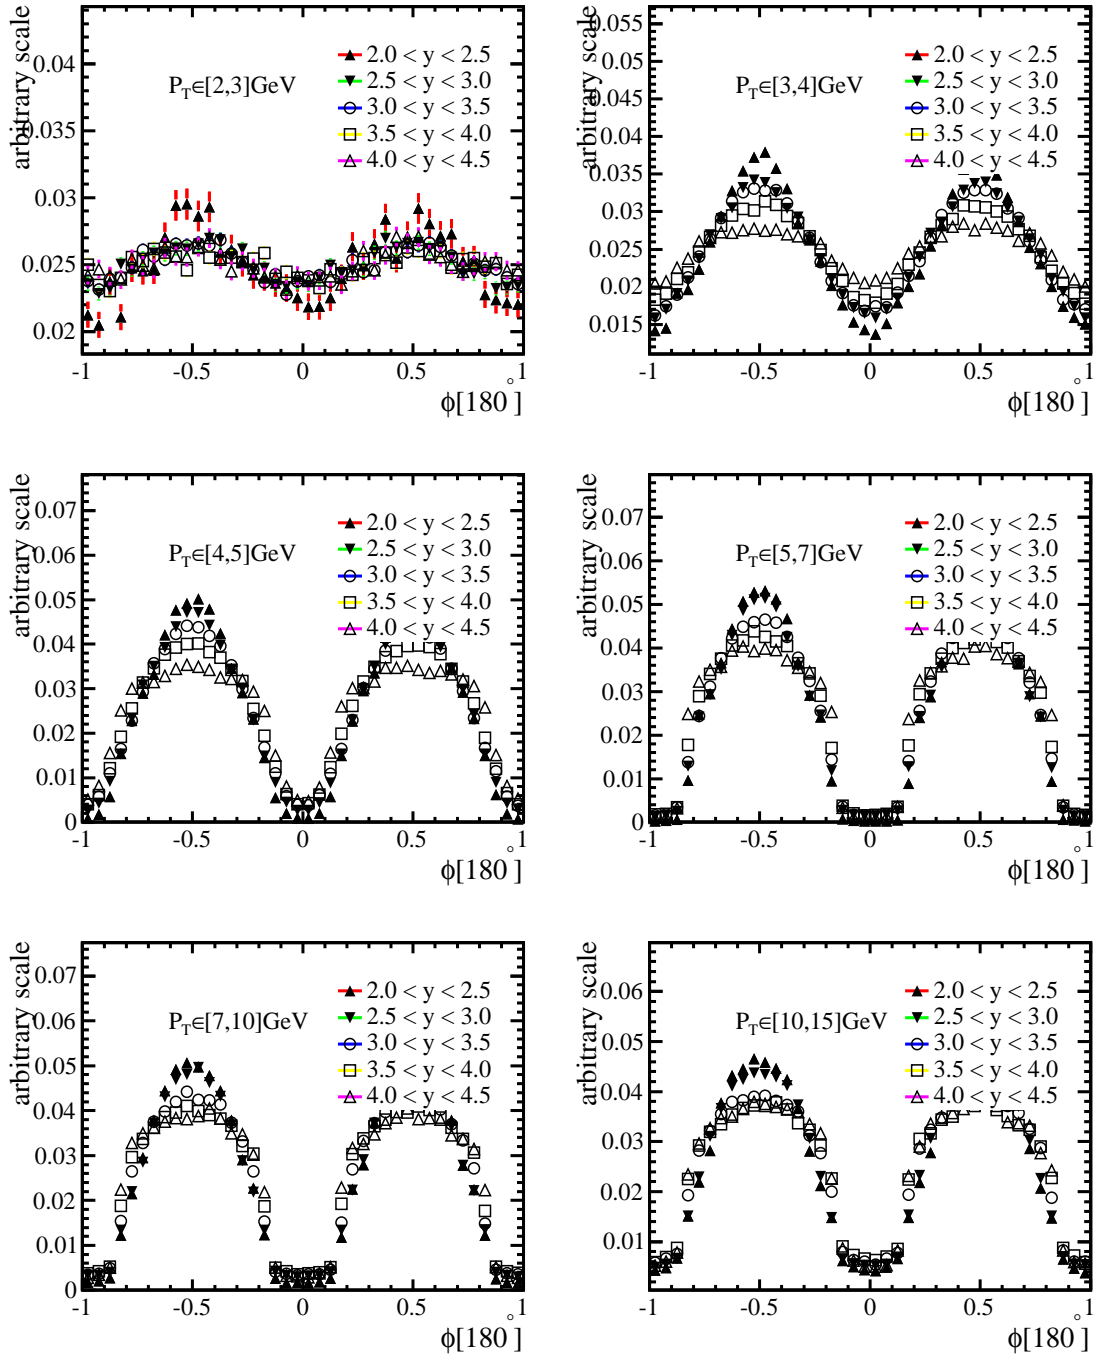 arbitrary scale
0.04
0.035
0.03
0.025
0.02
P_T∈[2,3]GeV
2.0 < y < 2.5
2.5 < y < 3.0
3.0 < y < 3.5
3.5 < y < 4.0
4.0 < y < 4.5
-1 -0.5 0 0.5 1
ϕ[180°]
arbitrary scale
0.055
0.05
0.045
0.04
0.035
0.03
0.025
0.02
0.015
P_T∈[3,4]GeV
2.0 < y < 2.5
2.5 < y < 3.0
3.0 < y < 3.5
3.5 < y < 4.0
4.0 < y < 4.5
-1 -0.5 0 0.5 1
ϕ[180°]
arbitrary scale
0.07
0.06
0.05
0.04
0.03
0.02
0.01
0
P_T∈[4,5]GeV
2.0 < y < 2.5
2.5 < y < 3.0
3.0 < y < 3.5
3.5 < y < 4.0
4.0 < y < 4.5
-1 -0.5 0 0.5 1
ϕ[180°]
arbitrary scale
0.07
0.06
0.05
0.04
0.03
0.02
0.01
0
P_T∈[5,7]GeV
2.0 < y < 2.5
2.5 < y < 3.0
3.0 < y < 3.5
3.5 < y < 4.0
4.0 < y < 4.5
-1 -0.5 0 0.5 1
ϕ[180°]
arbitrary scale
0.07
0.06
0.05
0.04
0.03
0.02
0.01
0
P_T∈[7,10]GeV
2.0 < y < 2.5
2.5 < y < 3.0
3.0 < y < 3.5
3.5 < y < 4.0
4.0 < y < 4.5
-1 -0.5 0 0.5 1
ϕ[180°]
arbitrary scale
0.06
0.05
0.04
0.03
0.02
0.01
P_T∈[10,15]GeV
2.0 < y < 2.5
2.5 < y < 3.0
3.0 < y < 3.5
3.5 < y < 4.0
4.0 < y < 4.5
-1 -0.5 0 0.5 1
ϕ[180°]